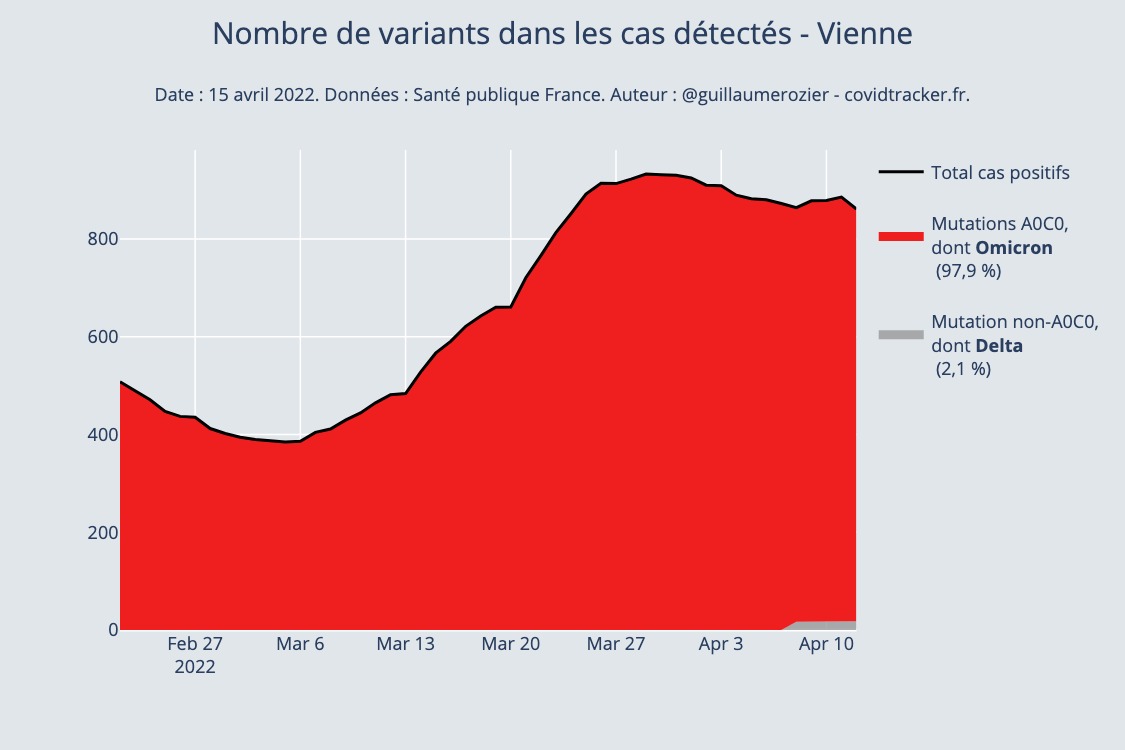 Nombre de variants dans les cas détectés - Vienne
Date : 15 avril 2022. Données : Santé publique France. Auteur : @guillaumerozier - covidtracker.fr.
Total cas positifs
Mutations A0C0,
dont Omicron
(97,9 %)
Mutation non-A0C0,
dont Delta
(2,1 %)
800
600
400
200
0
Feb 27
2022
Mar 6
Mar 13
Mar 20
Mar 27
Apr 3
Apr 10